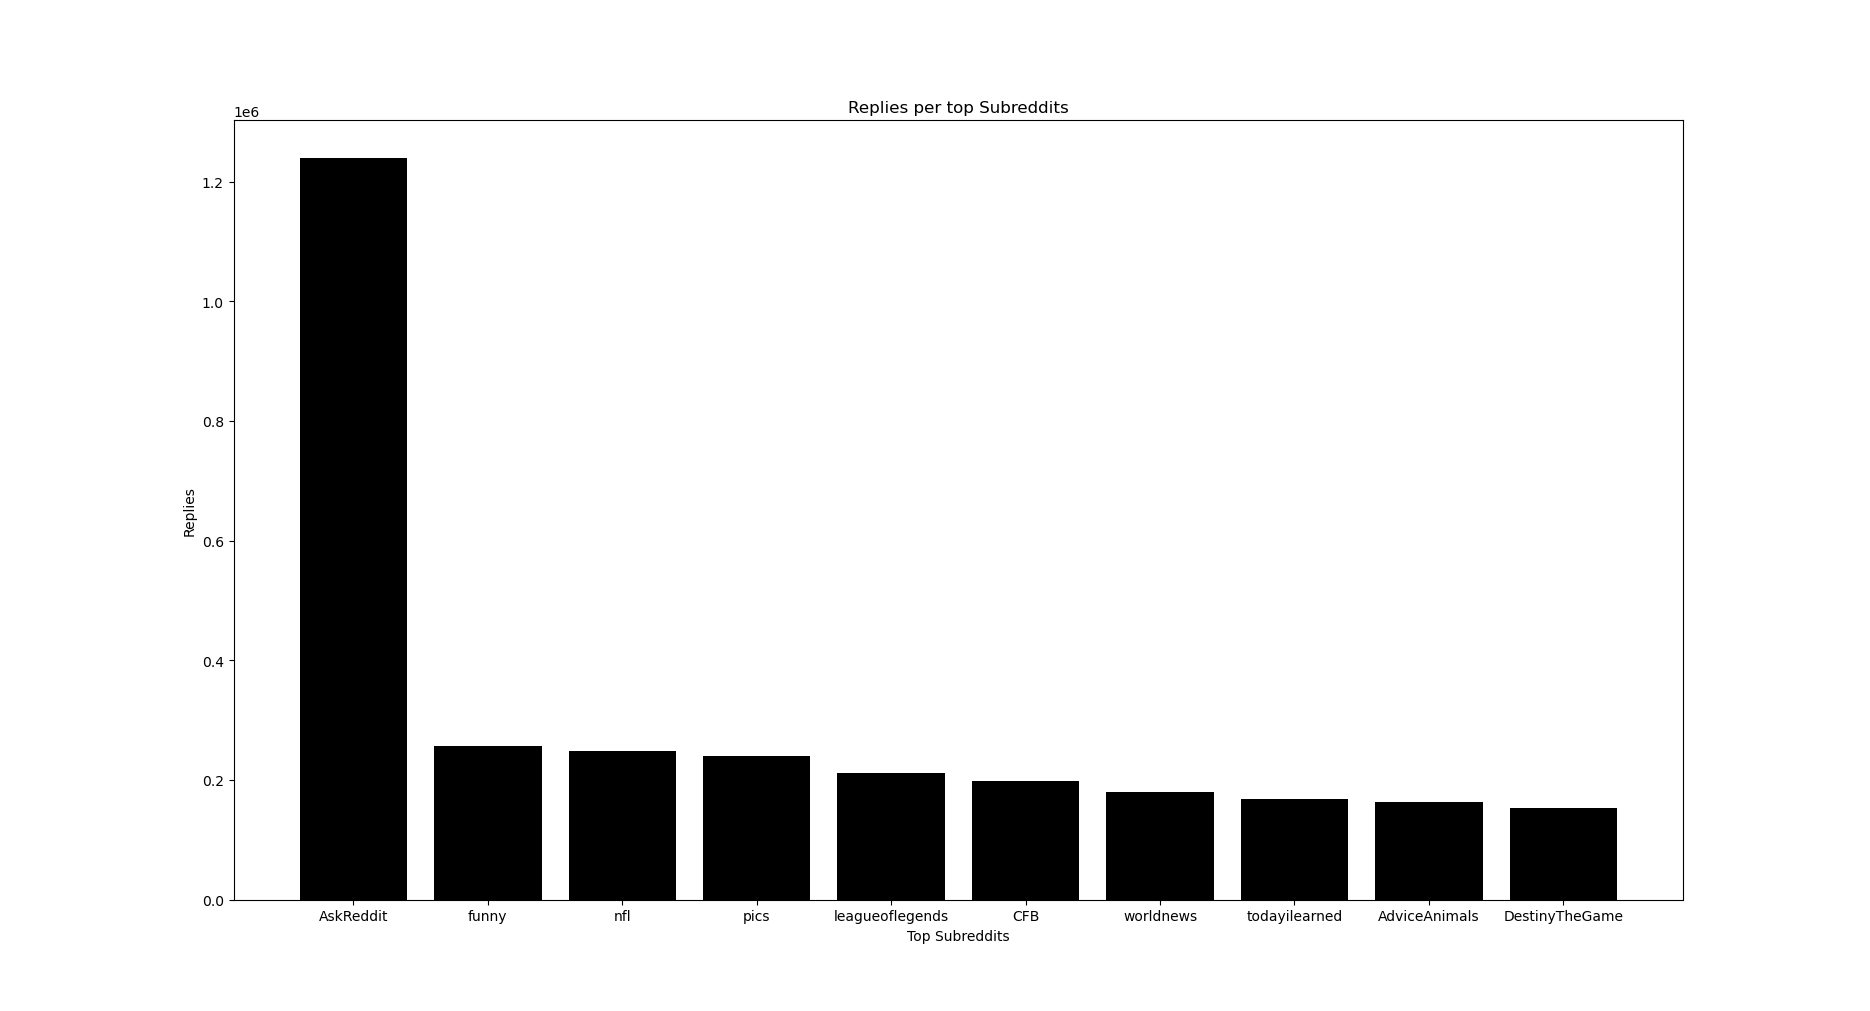 Replies per top Subreddits
1e6
1.2
1.0
0.8
0.6
0.4
0.2
0.0
Replies
AskReddit funny nfl pics leagueoflegends CFB worldnews todayilearned AdviceAnimals DestinyTheGame
Top Subreddits